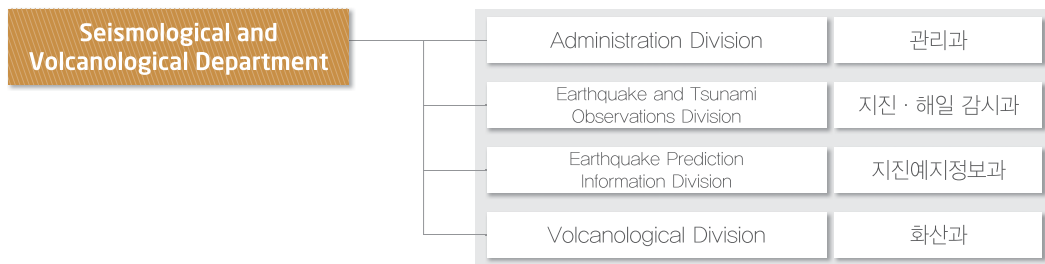 Seismological and
Volcanological Department
Administration Division
관리과
Earthquake and Tsunami
Observations Division
지진 · 해일 감시과
Earthquake Prediction
Information Division
지진예지정보과
Volcanological Division
화산과